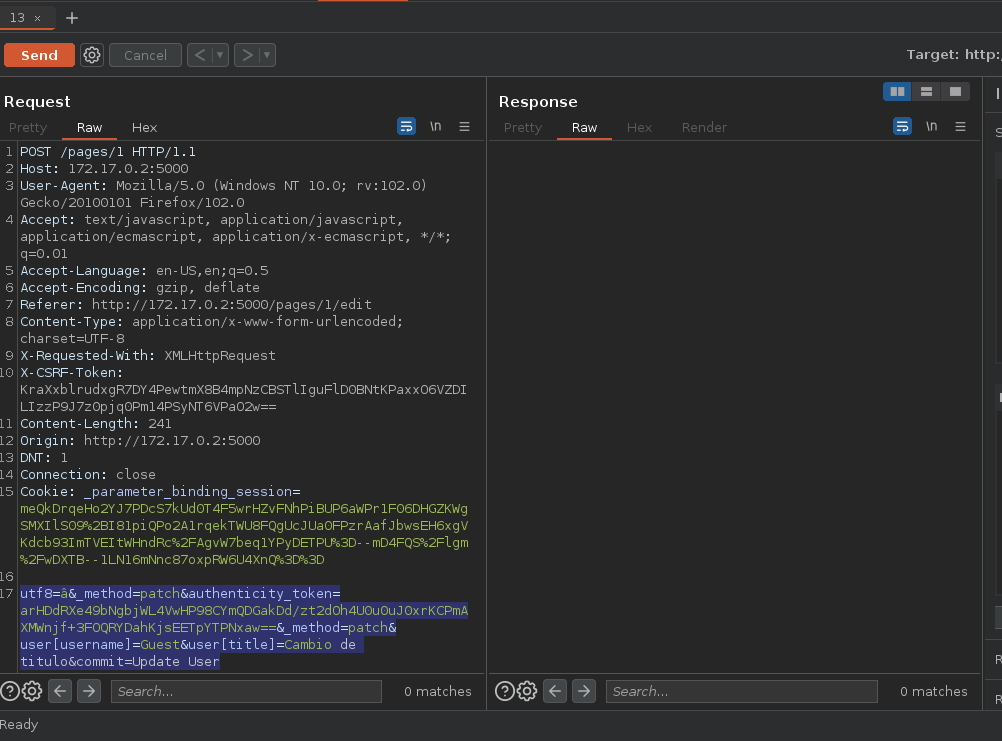 13 × +
Send Cancel < ▾ > ▾ Target: http:/
Request
Pretty Raw Hex \n ☰
1 POST /pages/1 HTTP/1.1
2 Host: 172.17.0.2:5000
3 User-Agent: Mozilla/5.0 (Windows NT 10.0; rv:102.0)
Gecko/20100101 Firefox/102.0
4 Accept: text/javascript, application/javascript,
application/ecmascript, application/x-ecmascript, */*;
q=0.01
5 Accept-Language: en-US,en;q=0.5
6 Accept-Encoding: gzip, deflate
7 Referer: http://172.17.0.2:5000/pages/1/edit
8 Content-Type: application/x-www-form-urlencoded;
charset=UTF-8
9 X-Requested-With: XMLHttpRequest
10 X-CSRF-Token:
KraXxblrudxgR7DY4PewtmX8B4mpNzCBSTlIguFlD0BNtKPaxxO6VZDI
LIzzP9J7z0pjq0Pm14PSyNT6VPaO2w==
11 Content-Length: 241
12 Origin: http://172.17.0.2:5000
13 DNT: 1
14 Connection: close
15 Cookie: _parameter_binding_session=
meQkDrqeHo2YJ7PDcS7kUd0T4F5wrHZvFNhPiBUP6aWPr1F06DHGZKWg
SMXIlS09%2BI81piQPo2A1rqekTWU8FQgUcJUaOFPzrAafJbwsEH6xgV
Kdcb93ImTVEItWHndRc%2FAgvW7beq1YPyDETPU%3D--mD4FQS%2Flgm
%2FwDXTB--1LN16mNnc87oxpRW6U4XnQ%3D%3D
16
17 utf8=â&_method=patch&authenticity_token=
arHDdRXe49bNgbjWL4VwHP98CYmQDGakDd/zt2dOh4U0u0uJ0xrKCPmA
XMWnjf+3F0QRYDahKjsEETpYTPNxaw==&_method=patch&
user[username]=Guest&user[title]=Cambio de
titulo&commit=Update User
Search... 0 matches
Response
Pretty Raw Hex Render \n ☰
Search... 0 matches
Ready